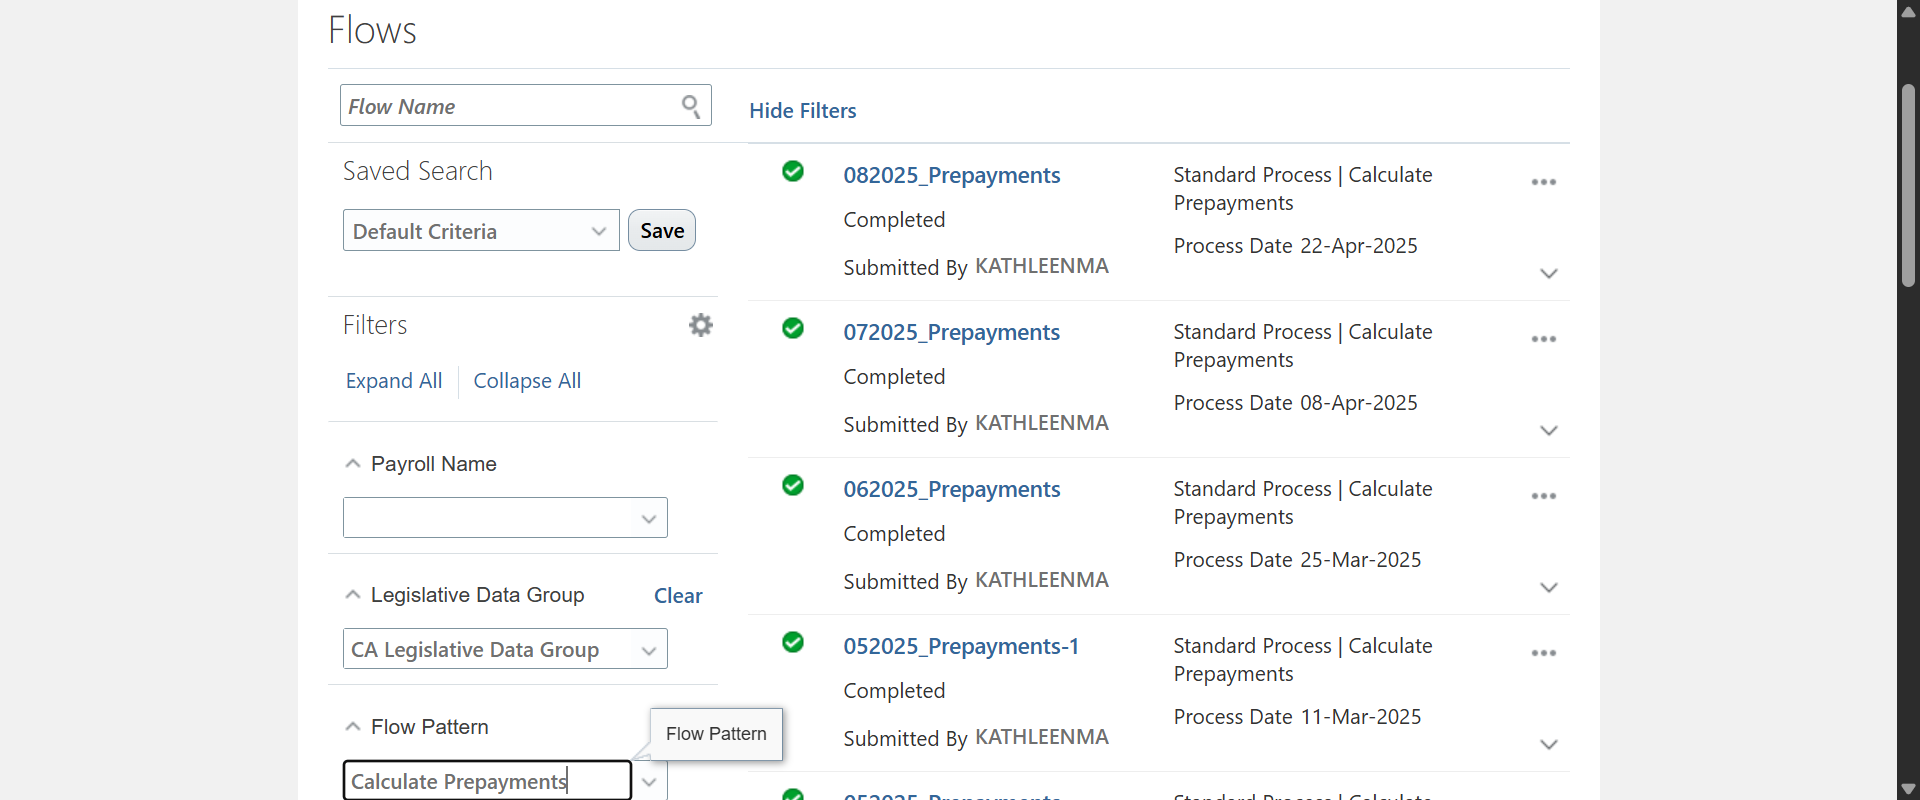 Flows
Flow Name
Hide Filters
Saved Search
Default Criteria
Save
Filters
Expand All
Collapse All
Payroll Name
Legislative Data Group
Clear
CA Legislative Data Group
Flow Pattern
Flow Pattern
Calculate Prepayments
082025_Prepayments
Completed
Submitted By KATHLEENMA
Standard Process | Calculate
Prepayments
Process Date 22-Apr-2025
072025_Prepayments
Completed
Submitted By KATHLEENMA
Standard Process | Calculate
Prepayments
Process Date 08-Apr-2025
062025_Prepayments
Completed
Submitted By KATHLEENMA
Standard Process | Calculate
Prepayments
Process Date 25-Mar-2025
052025_Prepayments-1
Completed
Submitted By KATHLEENMA
Standard Process | Calculate
Prepayments
Process Date 11-Mar-2025